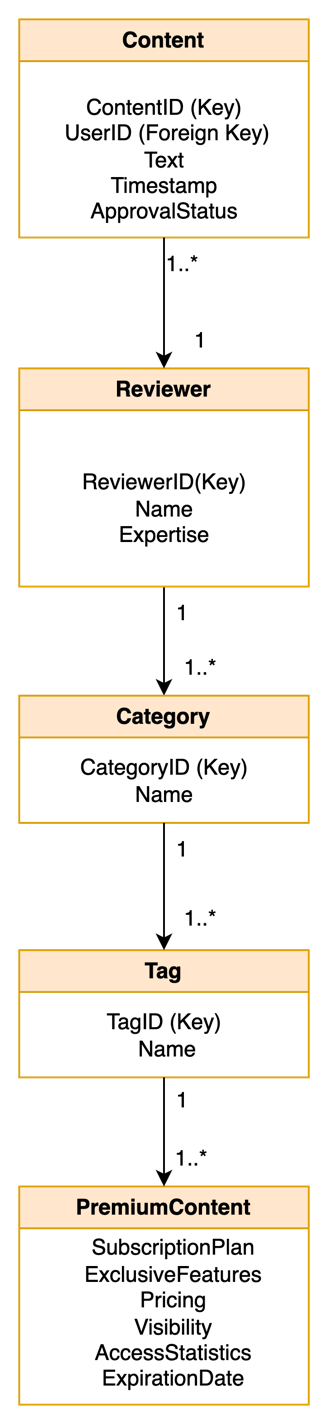 Content
ContentID (Key)
UserID (Foreign Key)
Text
Timestamp
ApprovalStatus
1..*
1
Reviewer
ReviewerID(Key)
Name
Expertise
1
1..*
Category
CategoryID (Key)
Name
1
1..*
Tag
TagID (Key)
Name
1
1..*
PremiumContent
SubscriptionPlan
ExclusiveFeatures
Pricing
Visibility
AccessStatistics
ExpirationDate